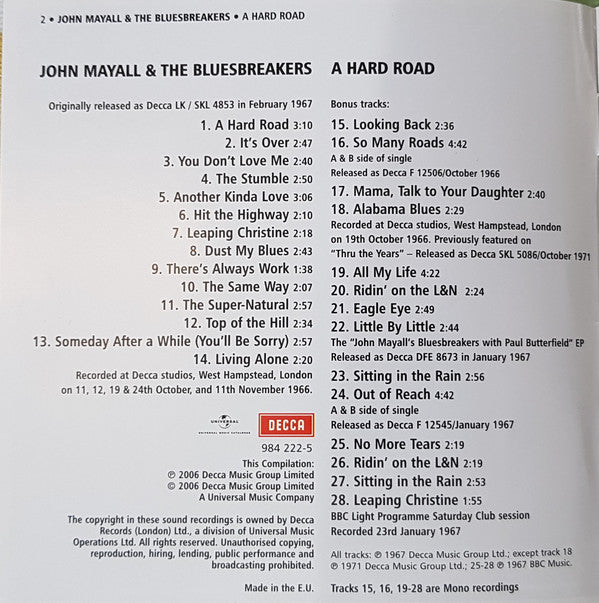 2 • JOHN MAYALL & THE BLUESBREAKERS • A HARD ROAD
JOHN MAYALL & THE BLUESBREAKERS
Originally released as Decca LK / SKL 4853 in February 1967
1. A Hard Road 3:10
2. It's Over 2:47
3. You Don't Love Me 2:40
4. The Stumble 2:50
5. Another Kinda Love 3:06
6. Hit the Highway 2:10
7. Leaping Christine 2:18
8. Dust My Blues 2:43
9. There's Always Work 1:38
10. The Same Way 2:07
11. The Super-Natural 2:57
12. Top of the Hill 2:34
13. Someday After a While (You'll Be Sorry) 2:57
14. Living Alone 2:20
Recorded at Decca studios, West Hampstead, London
on 11, 12, 19 & 24th October, and 11th November 1966.
UNIVERSAL
UNIVERSAL MUSIC CATALOGUE
DECCA
984 222-5
This Compilation:
℗ 2006 Decca Music Group Limited
© 2006 Decca Music Group Limited
A Universal Music Company
The copyright in these sound recordings is owned by Decca
Records (London) Ltd., a division of Universal Music
Operations Ltd. All rights reserved. Unauthorised copying,
reproduction, hiring, lending, public performance and
broadcasting prohibited.
Made in the E.U.
A HARD ROAD
Bonus tracks:
15. Looking Back 2:36
16. So Many Roads 4:42
A & B side of single
Released as Decca F 12506/October 1966
17. Mama, Talk to Your Daughter 2:40
18. Alabama Blues 2:29
Recorded at Decca studios, West Hampstead, London
on 19th October 1966. Previously featured on
"Thru the Years" – Released as Decca SKL 5086/October 1971
19. All My Life 4:22
20. Ridin' on the L&N 2:24
21. Eagle Eye 2:49
22. Little By Little 2:44
The "John Mayall's Bluesbreakers with Paul Butterfield" EP
Released as Decca DFE 8673 in January 1967
23. Sitting in the Rain 2:56
24. Out of Reach 4:42
A & B side of single
Released as Decca F 12545/January 1967
25. No More Tears 2:19
26. Ridin' on the L&N 2:19
27. Sitting in the Rain 2:53
28. Leaping Christine 1:55
BBC Light Programme Saturday Club session
Recorded 23rd January 1967
All tracks: ℗ 1967 Decca Music Group Ltd.; except track 18
℗ 1971 Decca Music Group Ltd.; 25-28 ℗ 1967 BBC Music.
Tracks 15, 16, 19-28 are Mono recordings